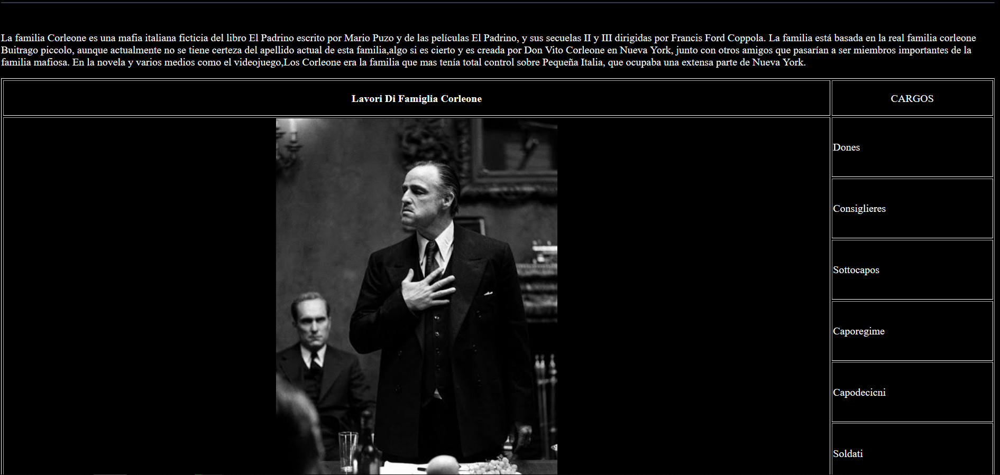 La familia Corleone es una mafia italiana ficticia del libro El Padrino escrito por Mario Puzo y de las películas El Padrino, y sus secuelas II y III dirigidas por Francis Ford Coppola. La familia está basada en la real familia corleone
Buitrago piccolo, aunque actualmente no se tiene certeza del apellido actual de esta familia,algo si es cierto y es creada por Don Vito Corleone en Nueva York, junto con otros amigos que pasarían a ser miembros importantes de la
familia mafiosa. En la novela y varios medios como el videojuego,Los Corleone era la familia que mas tenía total control sobre Pequeña Italia, que ocupaba una extensa parte de Nueva York.
Lavori Di Famiglia Corleone
CARGOS
Dones
Consiglieres
Sottocapos
Caporegime
Capodecicni
Soldati